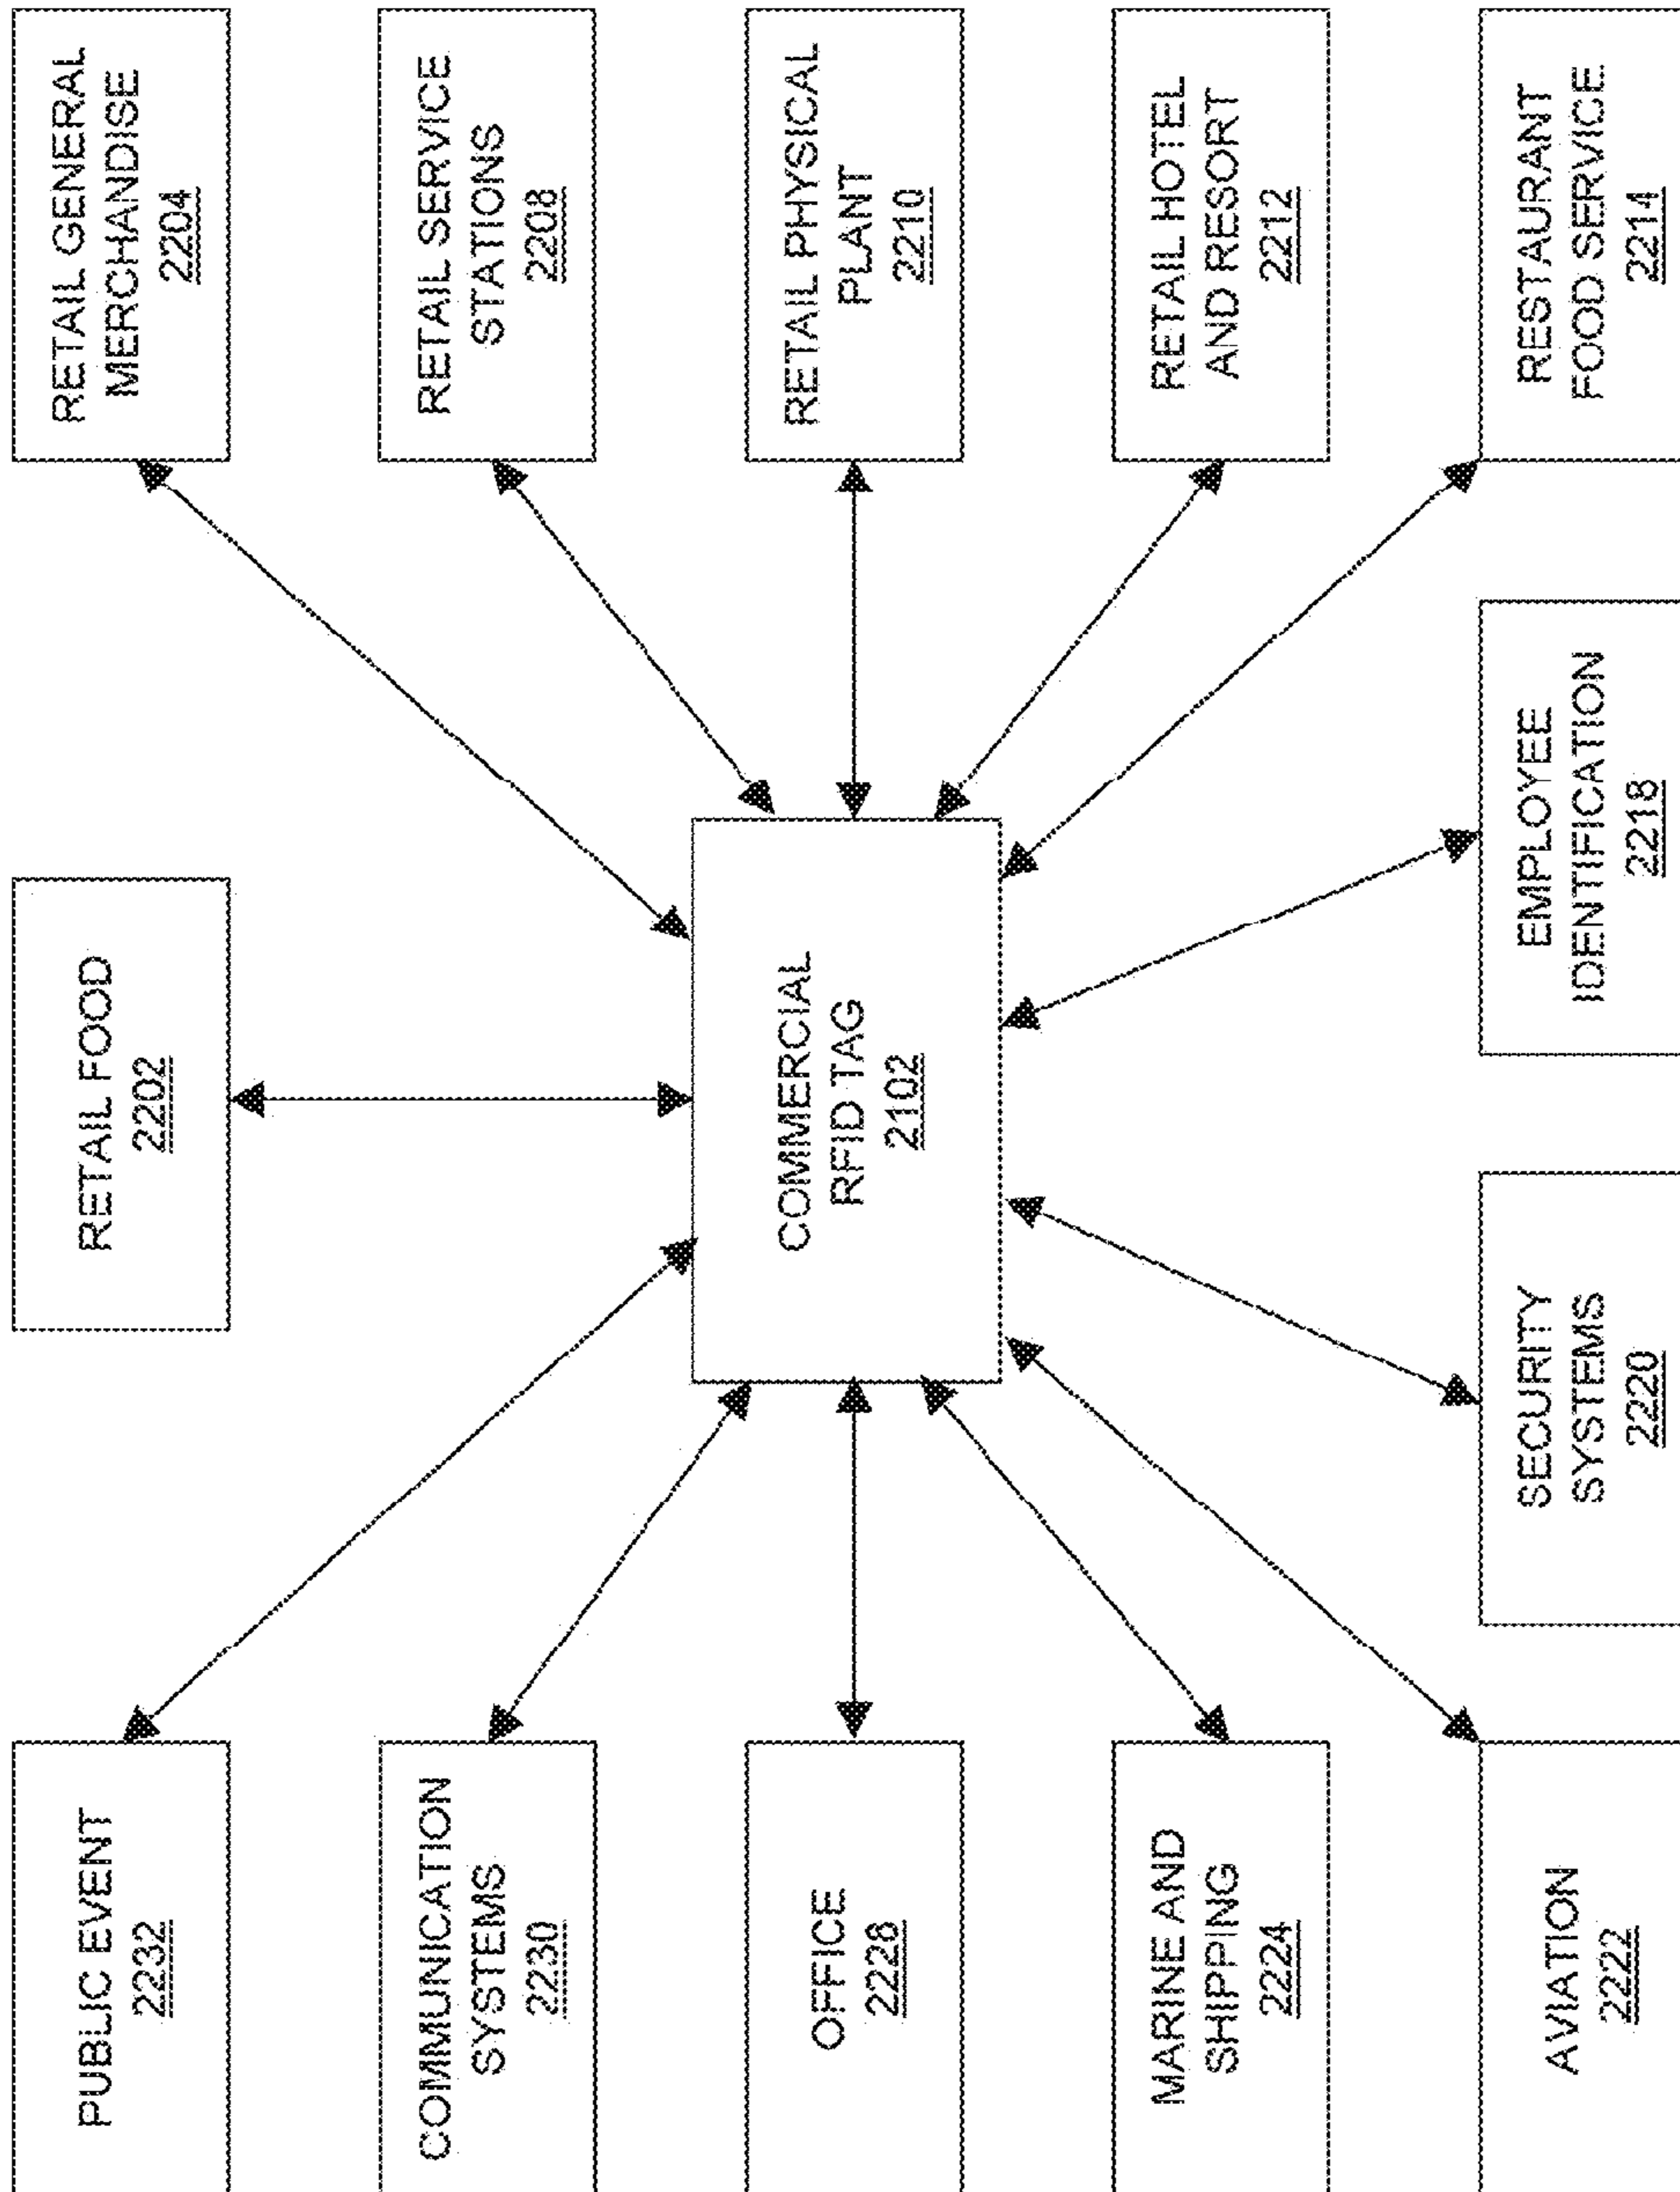 PUBLIC EVENT
2232
RETAIL FOOD
2202
RETAIL GENERAL
MERCHANDISE
2204
COMMUNICATION
SYSTEMS
2230
RETAIL SERVICE
STATIONS
2208
OFFICE
2228
COMMERCIAL
RFID TAG
2102
RETAIL PHYSICAL
PLANT
2210
MARINE AND
SHIPPING
2224
RETAIL HOTEL
AND RESORT
2212
AVIATION
2222
SECURITY
SYSTEMS
2220
EMPLOYEE
IDENTIFICATION
2218
RESTAURANT
FOOD SERVICE
2214